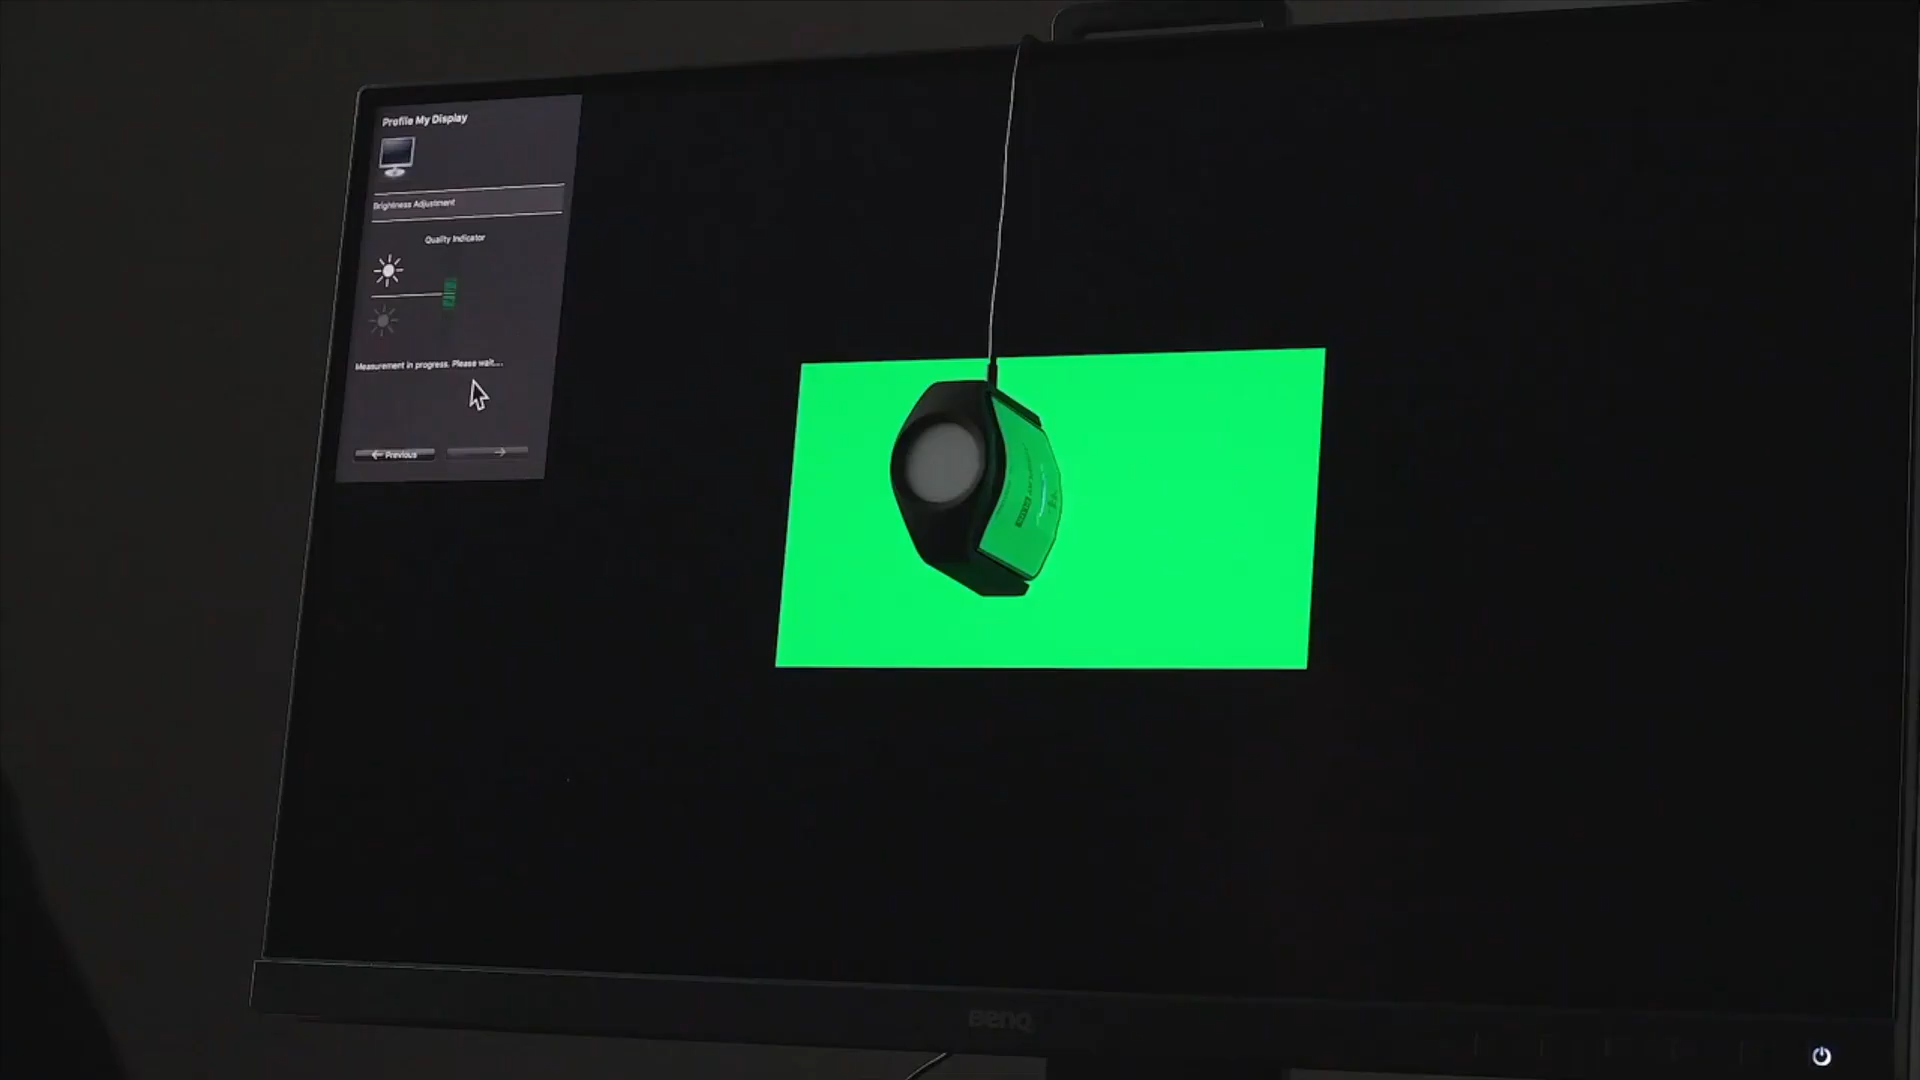 Profile My Display
Brightness Adjustment
Quality Indicator
Measurement in progress. Please wait...
Previous
BenQ